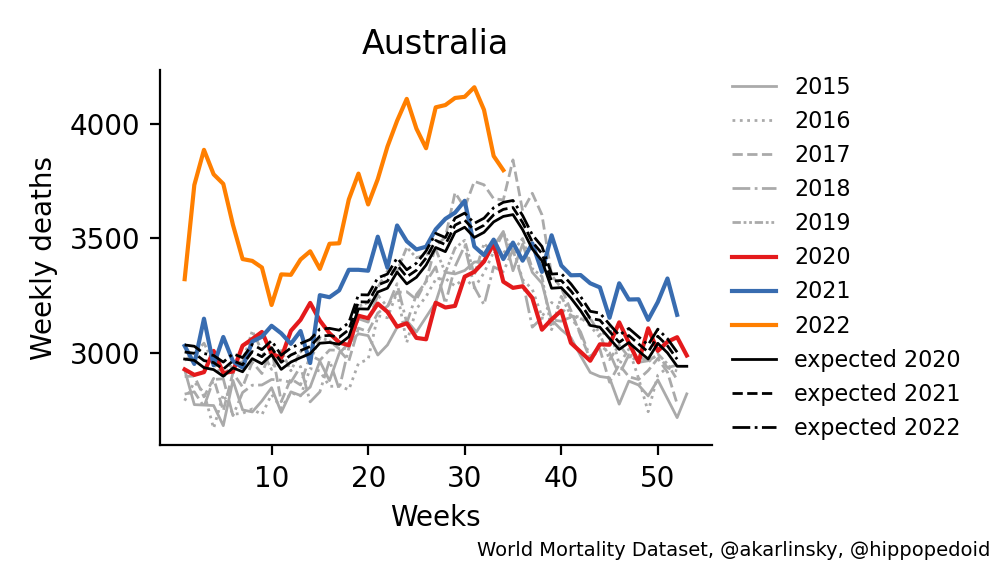 Australia
Weekly deaths
4000
3500
3000
10 20 30 40 50
Weeks
2015
2016
2017
2018
2019
2020
2021
2022
expected 2020
expected 2021
expected 2022
World Mortality Dataset, @akarlinsky, @hippopedoid